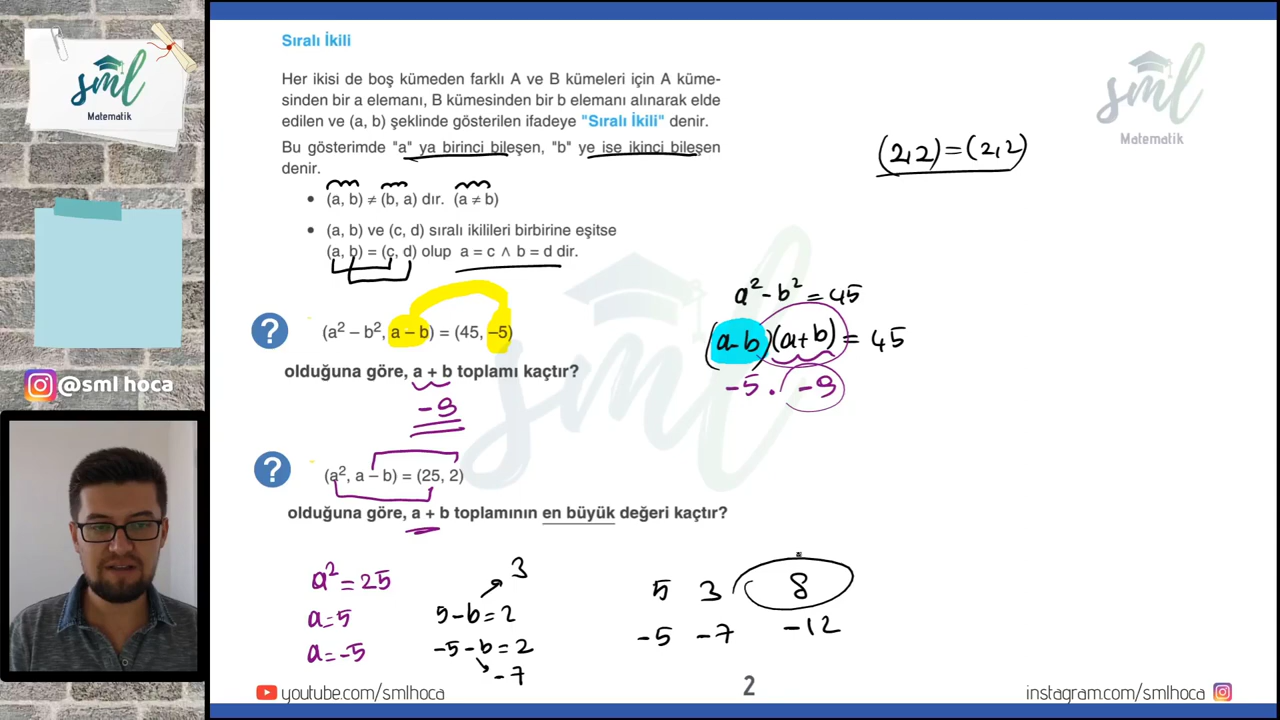 sml
Matematik
@sml hoca
Sıralı İkili
Her ikisi de boş kümeden farklı A ve B kümeleri için A küme-
sinden bir a elemanı, B kümesinden bir b elemanı alınarak elde
edilen ve (a, b) şeklinde gösterilen ifadeye "Sıralı İkili" denir.
Bu gösterimde "a" ya birinci bileşen, "b" ye ise ikinci bileşen
denir.
• (a, b) ≠ (b, a) dır. (a ≠ b)
• (a, b) ve (c, d) sıralı ikilileri birbirine eşitse
(a, b) = (c, d) olup a = c ∧ b = d dir.
sml
Matematik
(2,2) = (2,2)
? (a² – b², a – b) = (45, –5)
olduğuna göre, a + b toplamı kaçtır?
-9
a² - b² = 45
(a-b)(a+b) = 45
-5 . -9
? (a², a – b) = (25, 2)
olduğuna göre, a + b toplamının en büyük değeri kaçtır?
a² = 25
a=5
a=-5
3
5-b=2
-5-b=2
-7
5 3 8
-5 -7 -12
sml
youtube.com/smlhoca
2
instagram.com/smlhoca